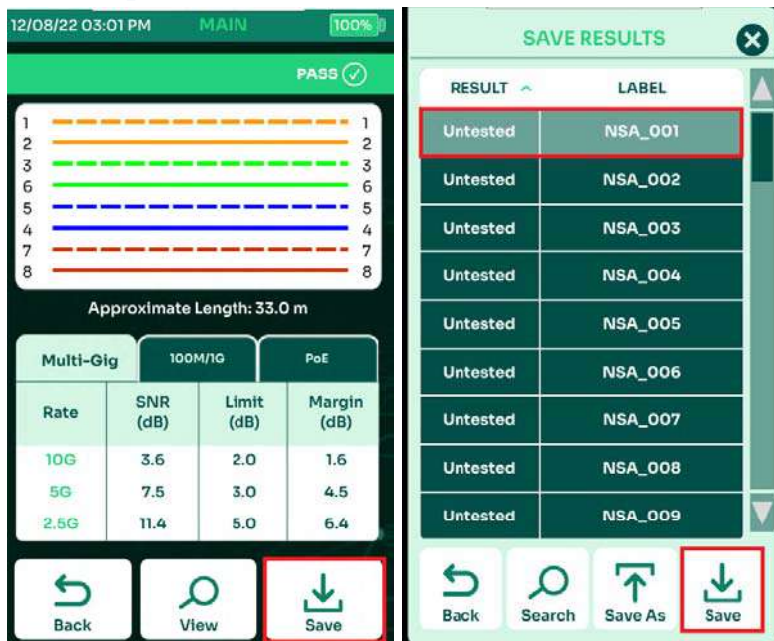 12/08/22 03:01 PM MAIN 100%
PASS
1 1
2 2
3 3
6 6
5 5
4 4
7 7
8 8
Approximate Length: 33.0 m
Multi-Gig 100M/1G PoE
Rate SNR (dB) Limit (dB) Margin (dB)
10G 3.6 2.0 1.6
5G 7.5 3.0 4.5
2.5G 11.4 5.0 6.4
Back View Save
SAVE RESULTS
RESULT LABEL
Untested NSA_001
Untested NSA_002
Untested NSA_003
Untested NSA_004
Untested NSA_005
Untested NSA_006
Untested NSA_007
Untested NSA_008
Untested NSA_009
Back Search Save As Save